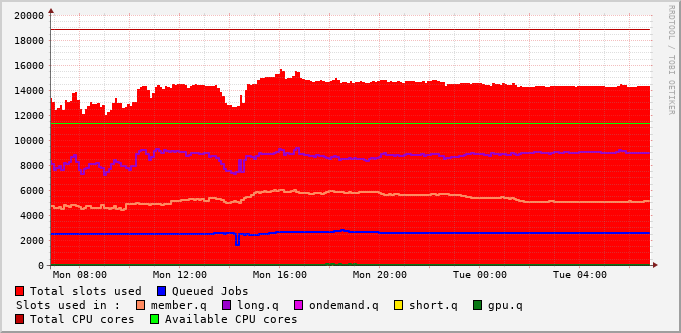 20000
18000
16000
14000
12000
10000
8000
6000
4000
2000
0
Mon 08:00 Mon 12:00 Mon 16:00 Mon 20:00 Tue 00:00 Tue 04:00
RRDTOOL / TOBI OETIKER
Total slots used Queued Jobs
Slots used in : member.q long.q ondemand.q short.q gpu.q
Total CPU cores Available CPU cores